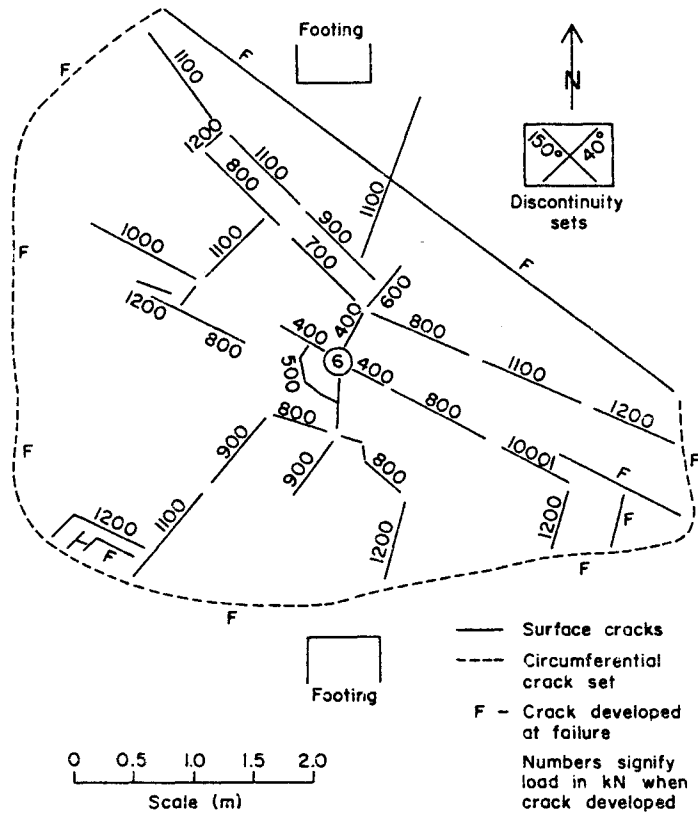 Footing
F
F
N
1100
150°
40°
1200
1100
800
Discontinuity
sets
900
1100
700
1000
1100
F
F
600
1200
800
400
400
800
6
400
500
1100
800
1200
800
900
800
1000
F
F
F
900
1100
1200
F
1200
1200
F
F
F
Surface cracks
Circumferential
crack set
F – Crack developed
at failure
Numbers signify
load in kN when
crack developed
Footing
0 0.5 1.0 1.5 2.0
Scale (m)